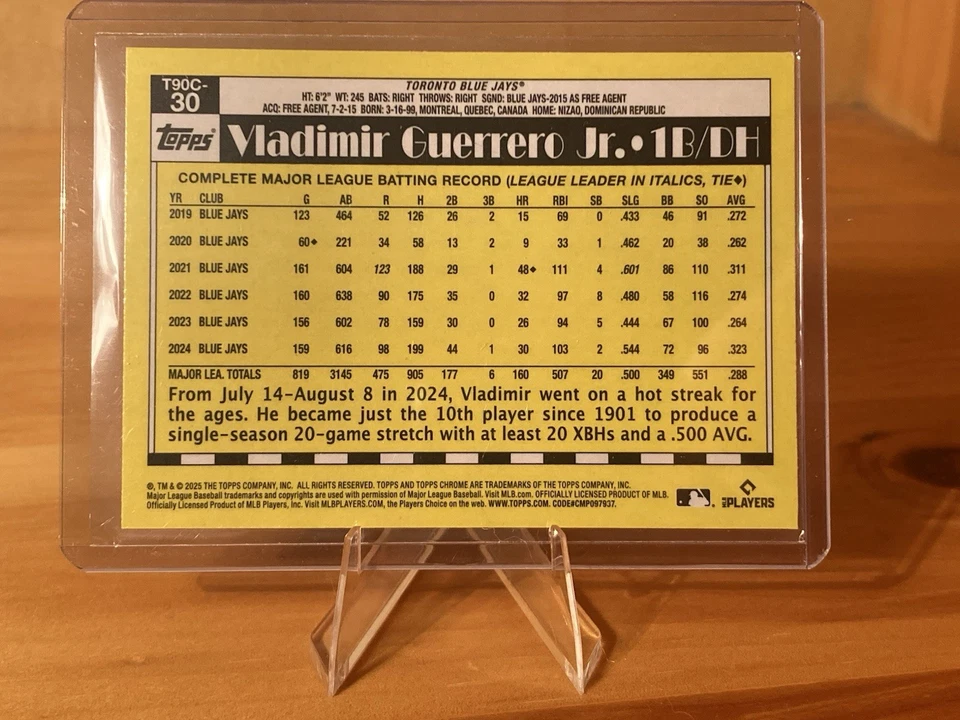 T90C-
30
TORONTO BLUE JAYS®
HT: 6'2" WT: 245 BATS: RIGHT THROWS: RIGHT SGND: BLUE JAYS-2015 AS FREE AGENT
ACQ: FREE AGENT, 7-2-15 BORN: 3-16-99, MONTREAL, QUEBEC, CANADA HOME: NIZAO, DOMINICAN REPUBLIC
Topps® Vladimir Guerrero Jr.•1B/DH
COMPLETE MAJOR LEAGUE BATTING RECORD (LEAGUE LEADER IN ITALICS, TIE◆)
YR CLUB G AB R H 2B 3B HR RBI SB SLG BB SO AVG
2019 BLUE JAYS 123 464 52 126 26 2 15 69 0 .433 46 91 .272
2020 BLUE JAYS 60◆ 221 34 58 13 2 9 33 1 .462 20 38 .262
2021 BLUE JAYS 161 604 123 188 29 1 48◆ 111 4 .601 86 110 .311
2022 BLUE JAYS 160 638 90 175 35 0 32 97 8 .480 58 116 .274
2023 BLUE JAYS 156 602 78 159 30 0 26 94 5 .444 67 100 .264
2024 BLUE JAYS 159 616 98 199 44 1 30 103 2 .544 72 96 .323
MAJOR LEA. TOTALS 819 3145 475 905 177 6 160 507 20 .500 349 551 .288
From July 14-August 8 in 2024, Vladimir went on a hot streak for
the ages. He became just the 10th player since 1901 to produce a
single-season 20-game stretch with at least 20 XBHs and a .500 AVG.
®, TM & © 2025 THE TOPPS COMPANY, INC. ALL RIGHTS RESERVED. TOPPS AND TOPPS CHROME ARE TRADEMARKS OF THE TOPPS COMPANY, INC.
Major League Baseball trademarks and copyrights are used with permission of Major League Baseball. Visit MLB.com. OFFICIALLY LICENSED PRODUCT OF MLB.
Officially Licensed Product of MLB Players, Inc. Visit MLBPLAYERS.COM, the Players Choice on the web. WWW.TOPPS.COM. CODE#CMP097937.
MLB PLAYERS